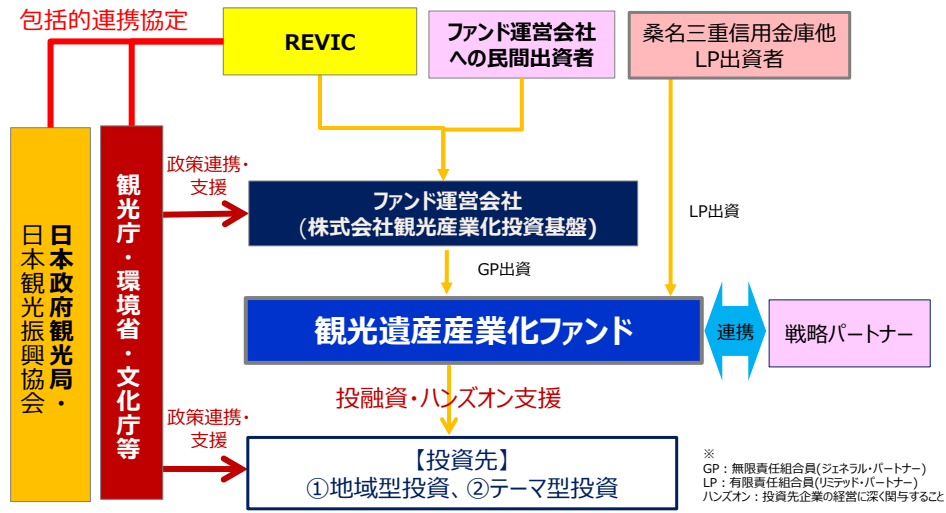 包括的連携協定
REVIC
ファンド運営会社
への民間出資者
桑名三重信用金庫他
LP出資者
日本政府観光局・
日本観光振興協会
観光庁・環境省・文化庁等
政策連携・
支援
ファンド運営会社
(株式会社観光産業化投資基盤)
LP出資
GP出資
観光遺産産業化ファンド
連携
戦略パートナー
投融資・ハンズオン支援
政策連携・
支援
【投資先】
①地域型投資、②テーマ型投資
※
GP：無限責任組合員(ジェネラル・パートナー)
LP：有限責任組合員(リミテッド・パートナー)
ハンズオン：投資先企業の経営に深く関与すること